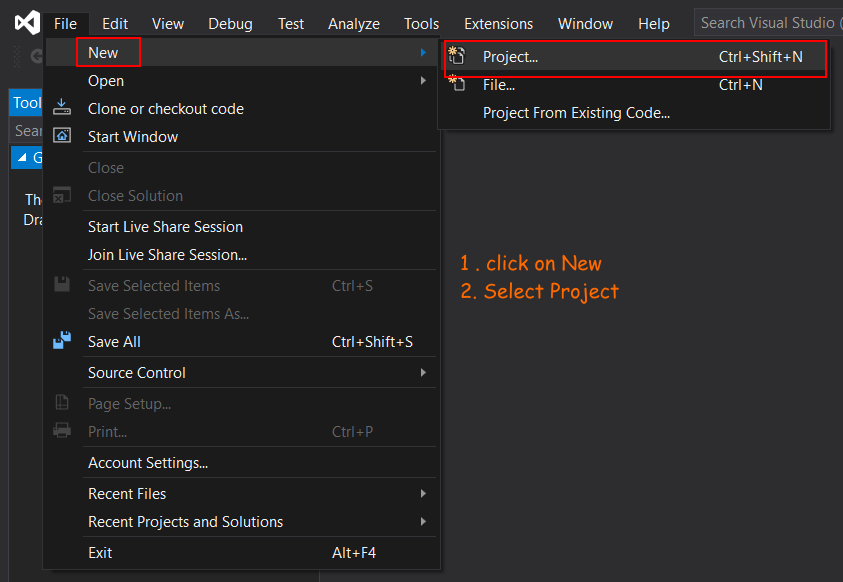 File Edit View Debug Test Analyze Tools Extensions Window Help Search Visual Studio (
New
Project... Ctrl+Shift+N
Open
File... Ctrl+N
Tool
Clone or checkout code
Project From Existing Code...
Sear
Start Window
G
Close
The
Close Solution
Dra
Start Live Share Session
Join Live Share Session...
1 . click on New
2. Select Project
Save Selected Items Ctrl+S
Save Selected Items As...
Save All Ctrl+Shift+S
Source Control
Page Setup...
Print... Ctrl+P
Account Settings...
Recent Files
Recent Projects and Solutions
Exit Alt+F4